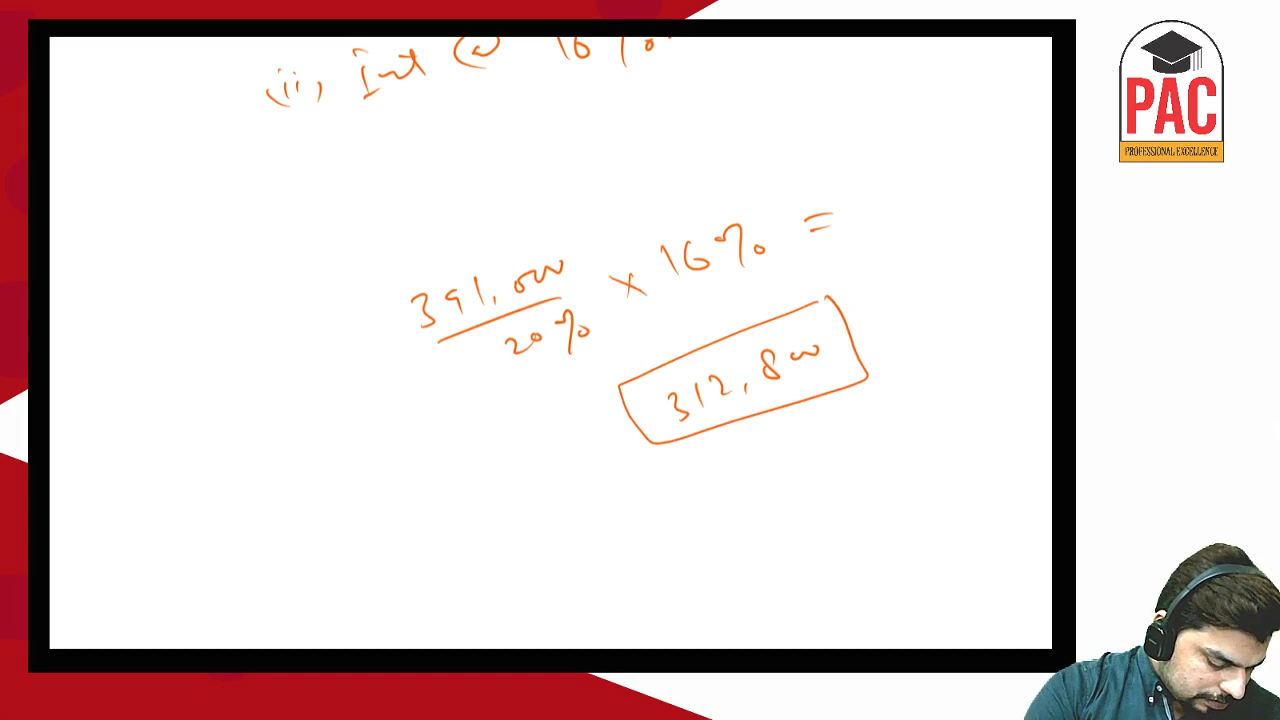 (ii) Int @ 16%
391,000 / 20% × 16% =
312,800
PAC
PROFESSIONAL EXCELLENCE